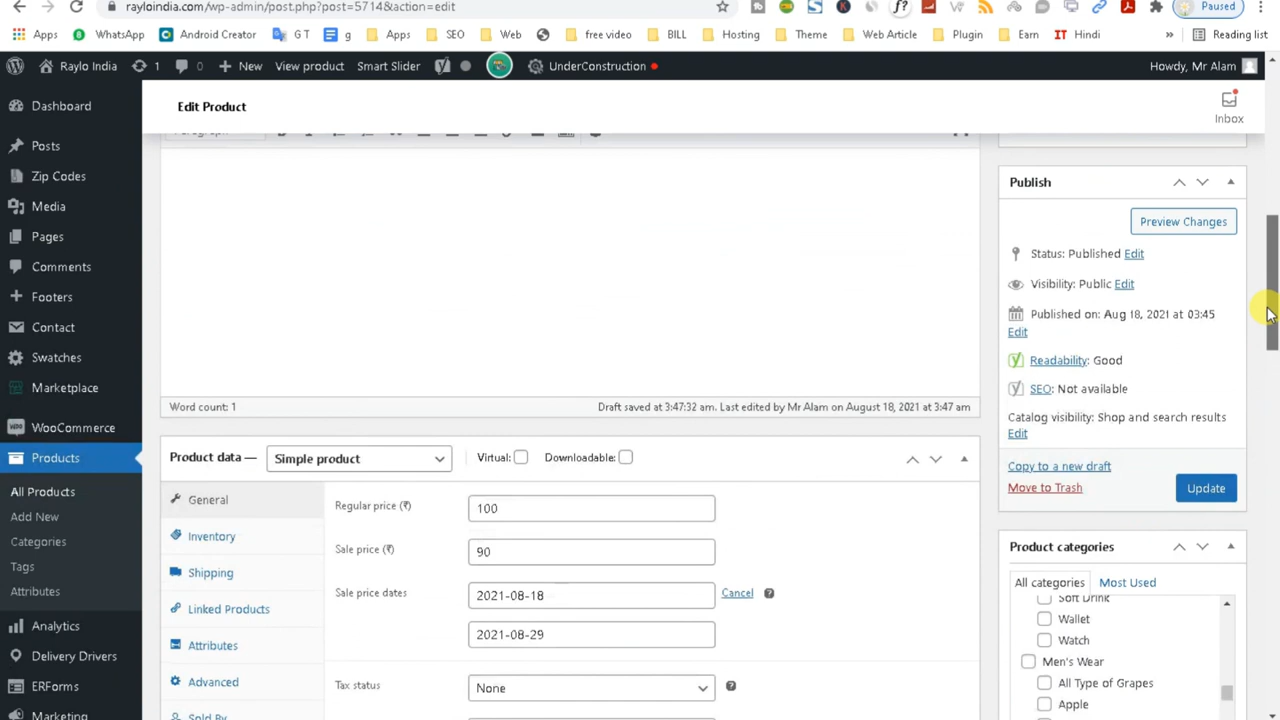 rayloindia.com/wp-admin/post.php?post=5714&action=edit
Paused
Apps WhatsApp Android Creator G T g Apps SEO Web free video BILL Hosting Theme Web Article Plugin Earn IT Hindi » Reading list
Raylo India 1 0 New View product Smart Slider UnderConstruction Howdy, Mr Alam
Edit Product
Inbox
Dashboard
Posts
Zip Codes
Media
Pages
Comments
Footers
Contact
Swatches
Marketplace
WooCommerce
Products
All Products
Add New
Categories
Tags
Attributes
Analytics
Delivery Drivers
ERForms
Marketing
Word count: 1
Draft saved at 3:47:32 am. Last edited by Mr Alam on August 18, 2021 at 3:47 am
Product data — Simple product Virtual: Downloadable:
General
Inventory
Shipping
Linked Products
Attributes
Advanced
Sold By
Regular price (₹) 100
Sale price (₹) 90
Sale price dates 2021-08-18 Cancel
2021-08-29
Tax status None
Publish
Preview Changes
Status: Published Edit
Visibility: Public Edit
Published on: Aug 18, 2021 at 03:45
Edit
Readability: Good
SEO: Not available
Catalog visibility: Shop and search results
Edit
Copy to a new draft
Move to Trash
Update
Product categories
All categories Most Used
Soft Drink
Wallet
Watch
Men's Wear
All Type of Grapes
Apple